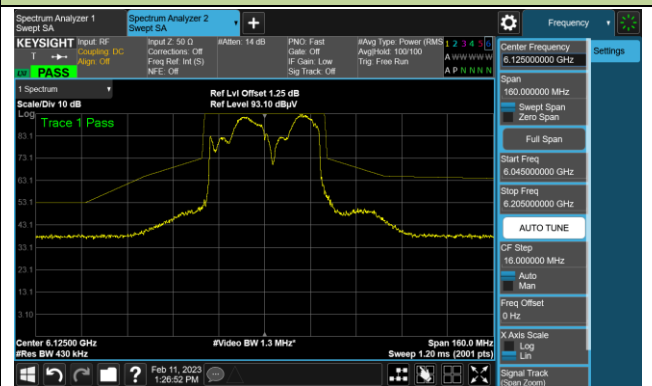 Spectrum Analyzer 1
Swept SA
Spectrum Analyzer 2
Swept SA
+
Frequency
KEYSIGHT
T
PASS
Input: RF
Coupling: DC
Align: Off
Input Z: 50 Ω
Corrections: Off
Freq Ref: Int (S)
NFE: Off
#Atten: 14 dB
PNO: Fast
Gate: Off
IF Gain: Low
Sig Track: Off
#Avg Type: Power (RMS
Avg|Hold: 100/100
Trig: Free Run
1 2 3 4 5 6
A W W W W W
A P N N N N
1 Spectrum
Scale/Div 10 dB
Ref Lvl Offset 1.25 dB
Ref Level 93.10 dBµV
Log
Trace 1 Pass
83.1
73.1
63.1
53.1
43.1
33.1
23.1
13.1
3.10
Center 6.12500 GHz
#Res BW 430 kHz
#Video BW 1.3 MHz*
Span 160.0 MHz
Sweep 1.20 ms (2001 pts)
Center Frequency
6.125000000 GHz
Settings
Span
160.000000 MHz
Swept Span
Zero Span
Full Span
Start Freq
6.045000000 GHz
Stop Freq
6.205000000 GHz
AUTO TUNE
CF Step
16.000000 MHz
Auto
Man
Freq Offset
0 Hz
X Axis Scale
Log
Lin
Signal Track
(Span Zoom)
?
Feb 11, 2023
1:26:52 PM